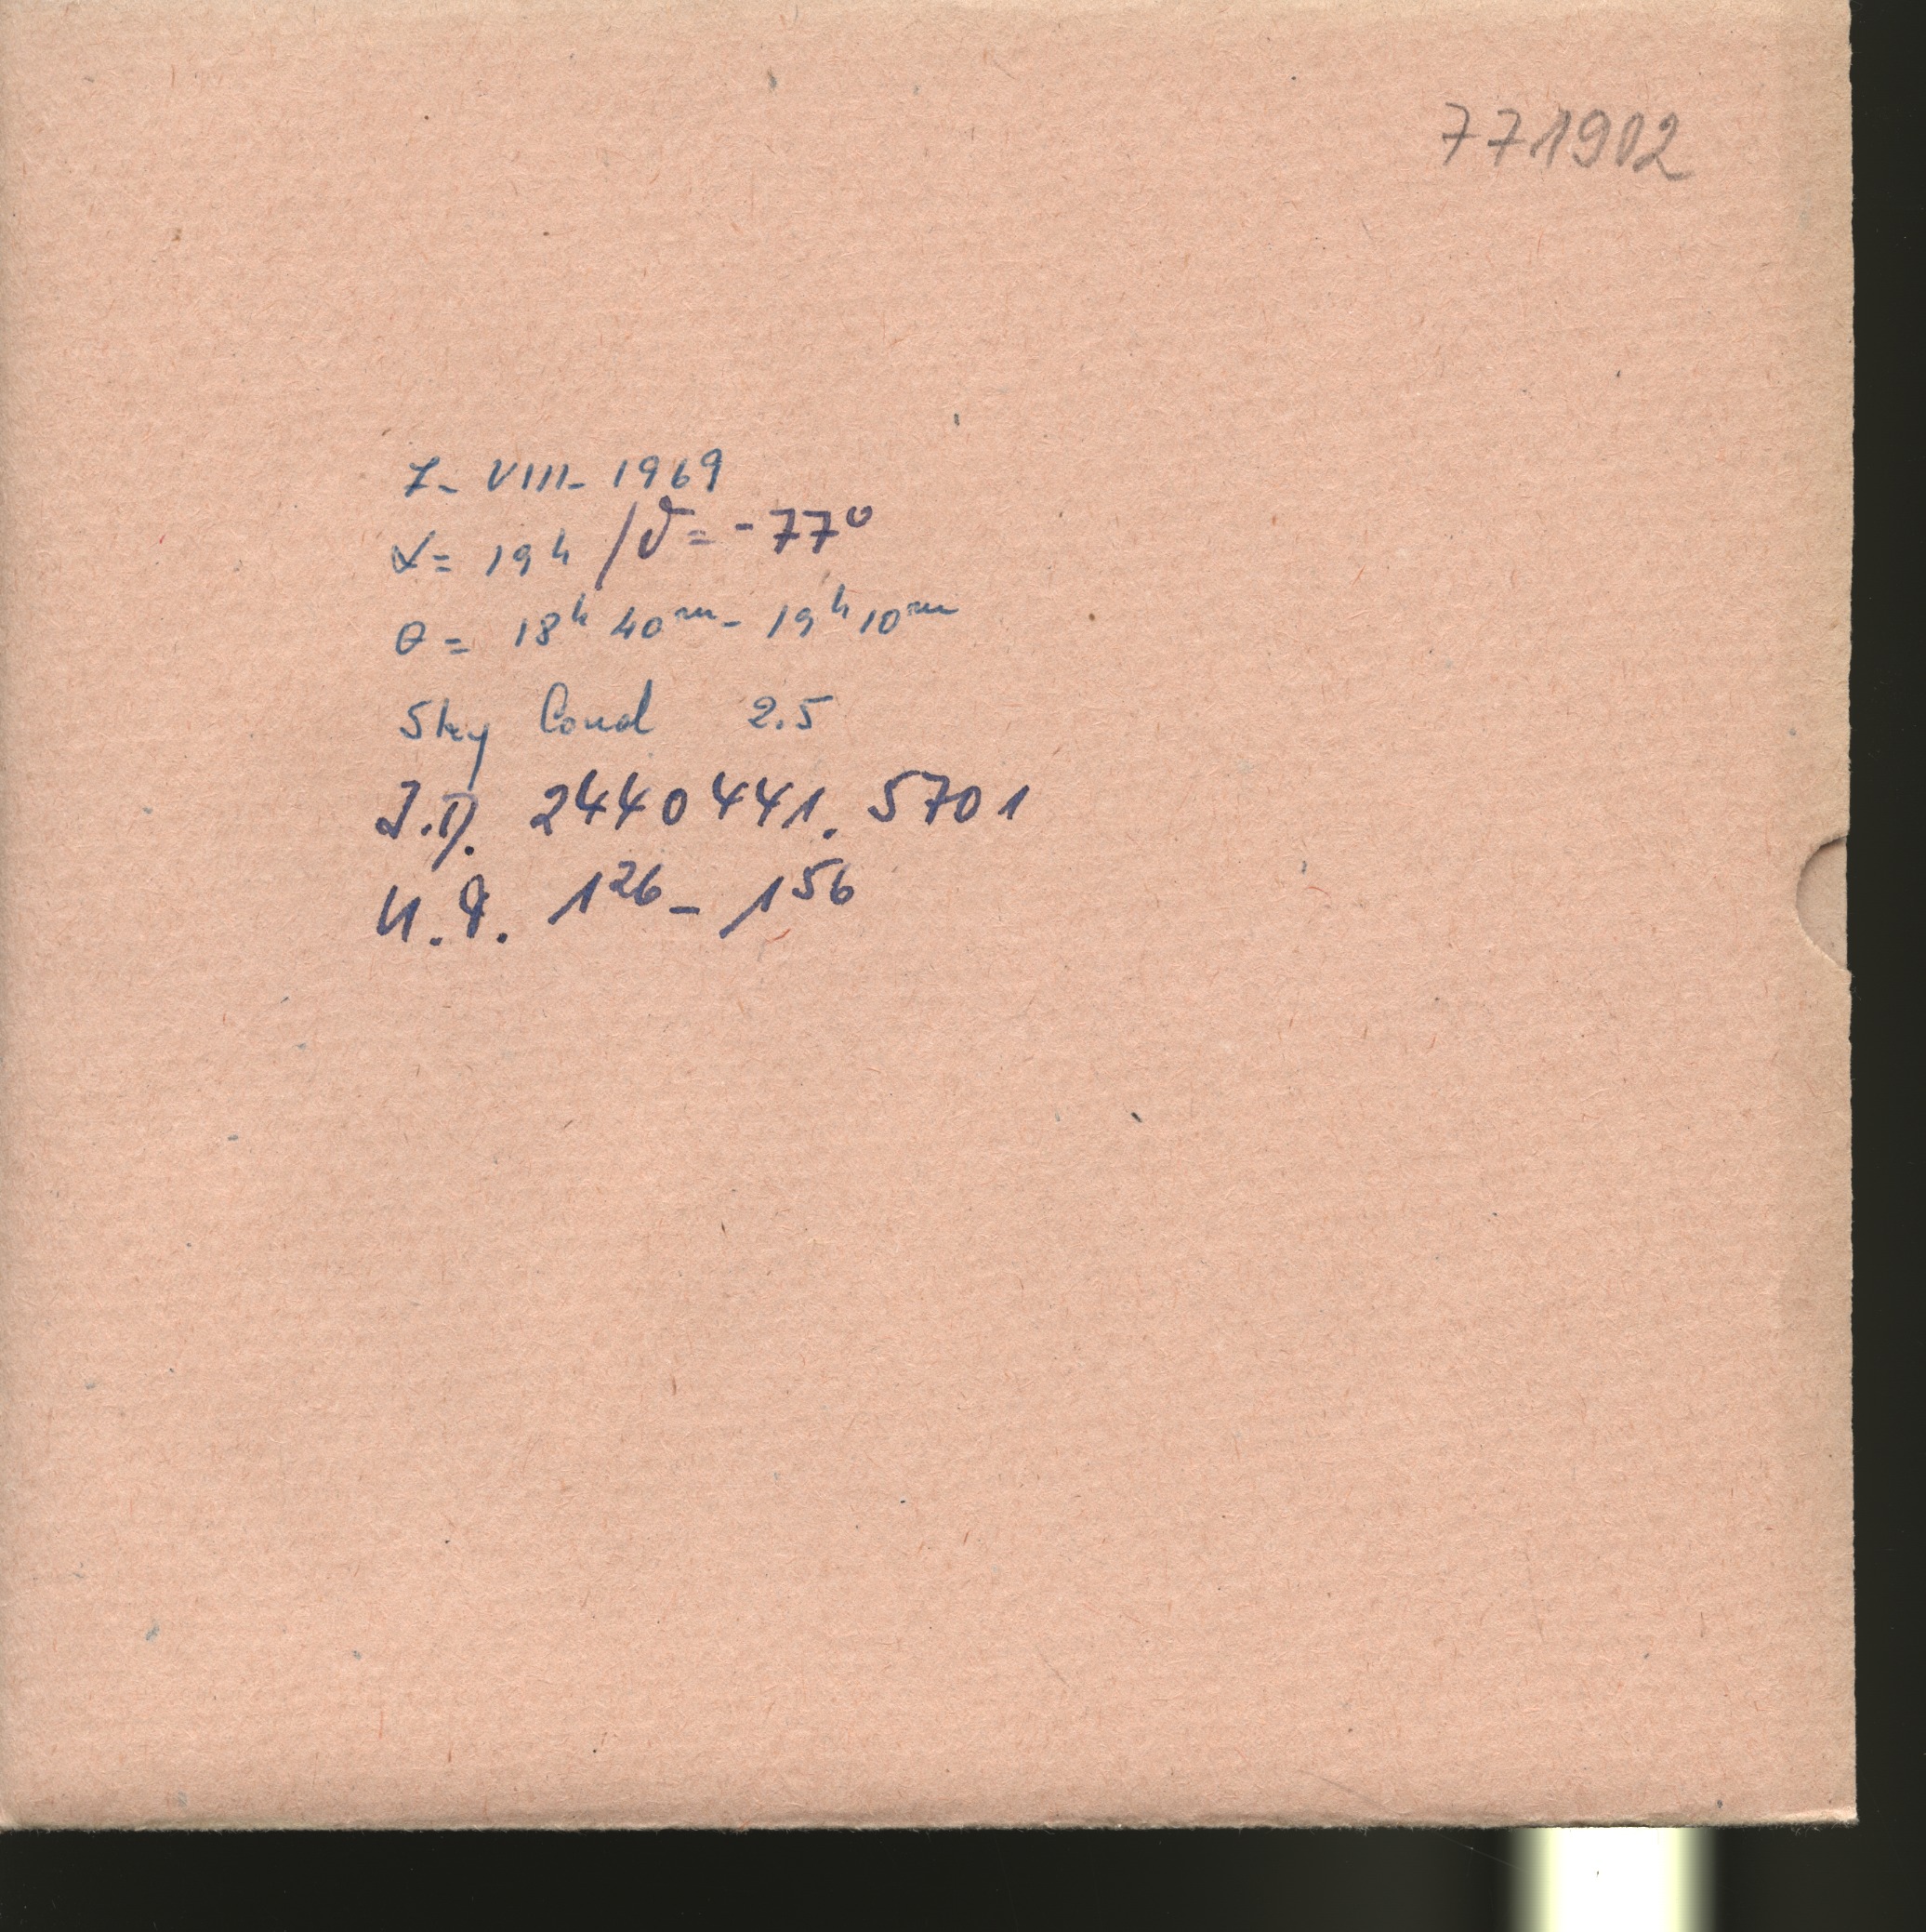 771902
7- VIII- 1969
α= 19h /δ= -77°
θ= 18h 40m- 19h 10m
Sky Cond 2.5
J.D. 2440441.5701
126- 156